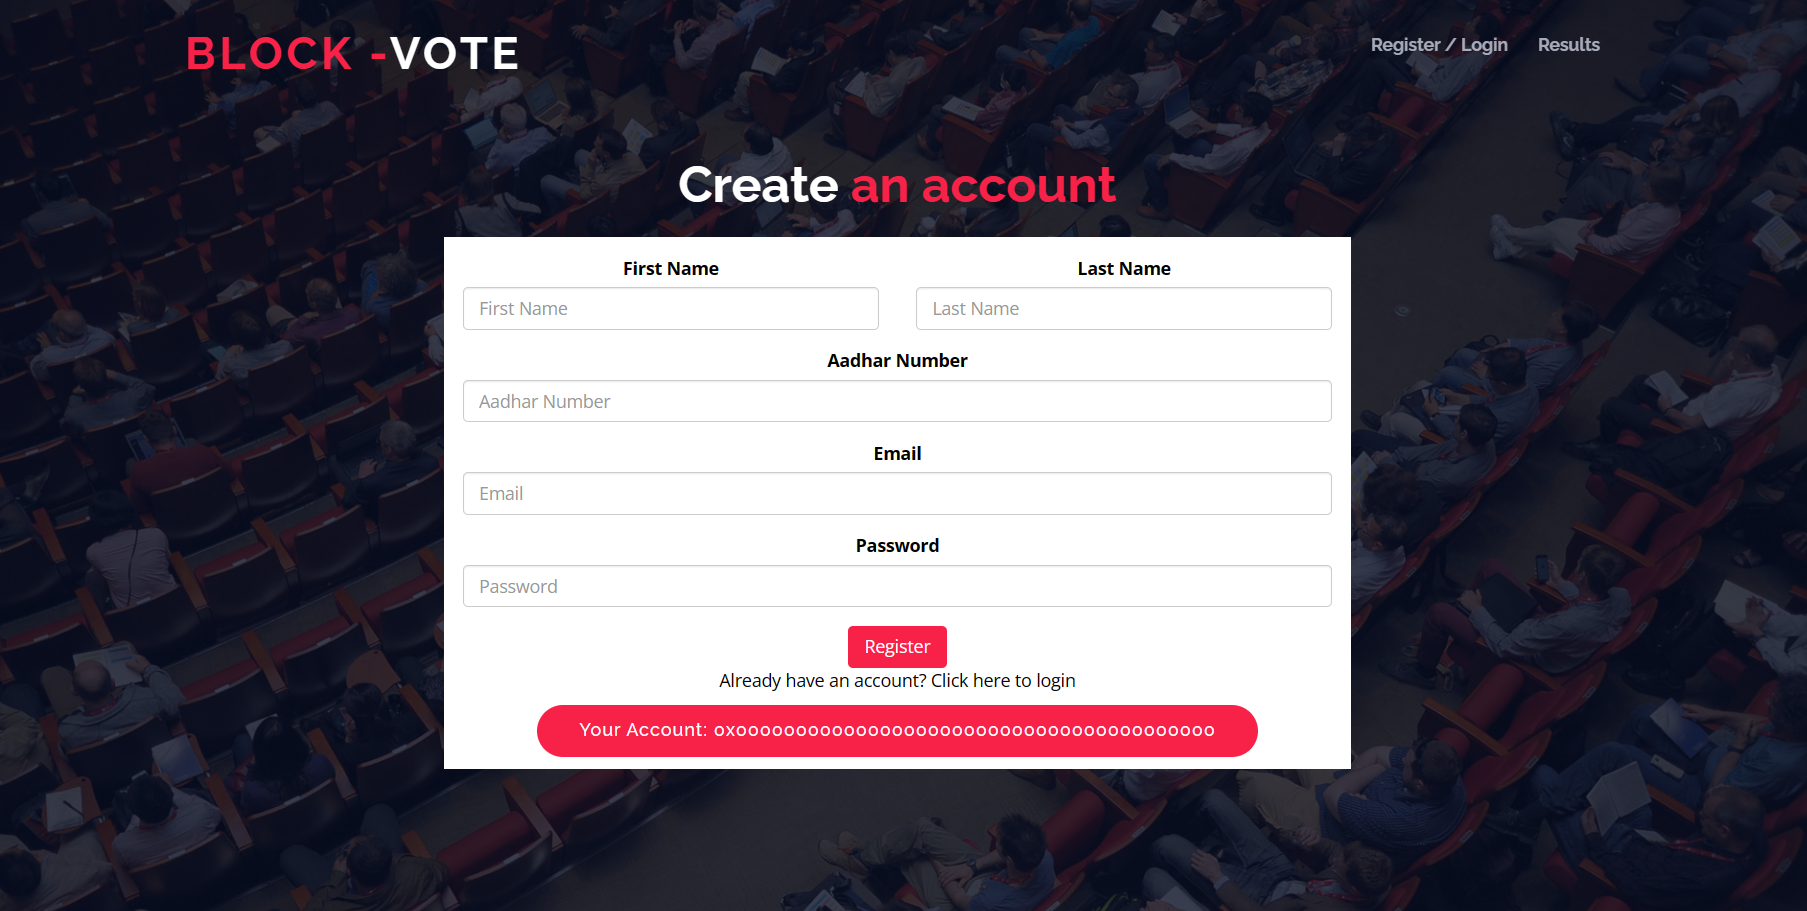 BLOCK -VOTE
Register / Login
Results
Create an account
First Name
Last Name
First Name
Last Name
Aadhar Number
Aadhar Number
Email
Email
Password
Password
Register
Already have an account? Click here to login
Your Account: 0x0000000000000000000000000000000000000000